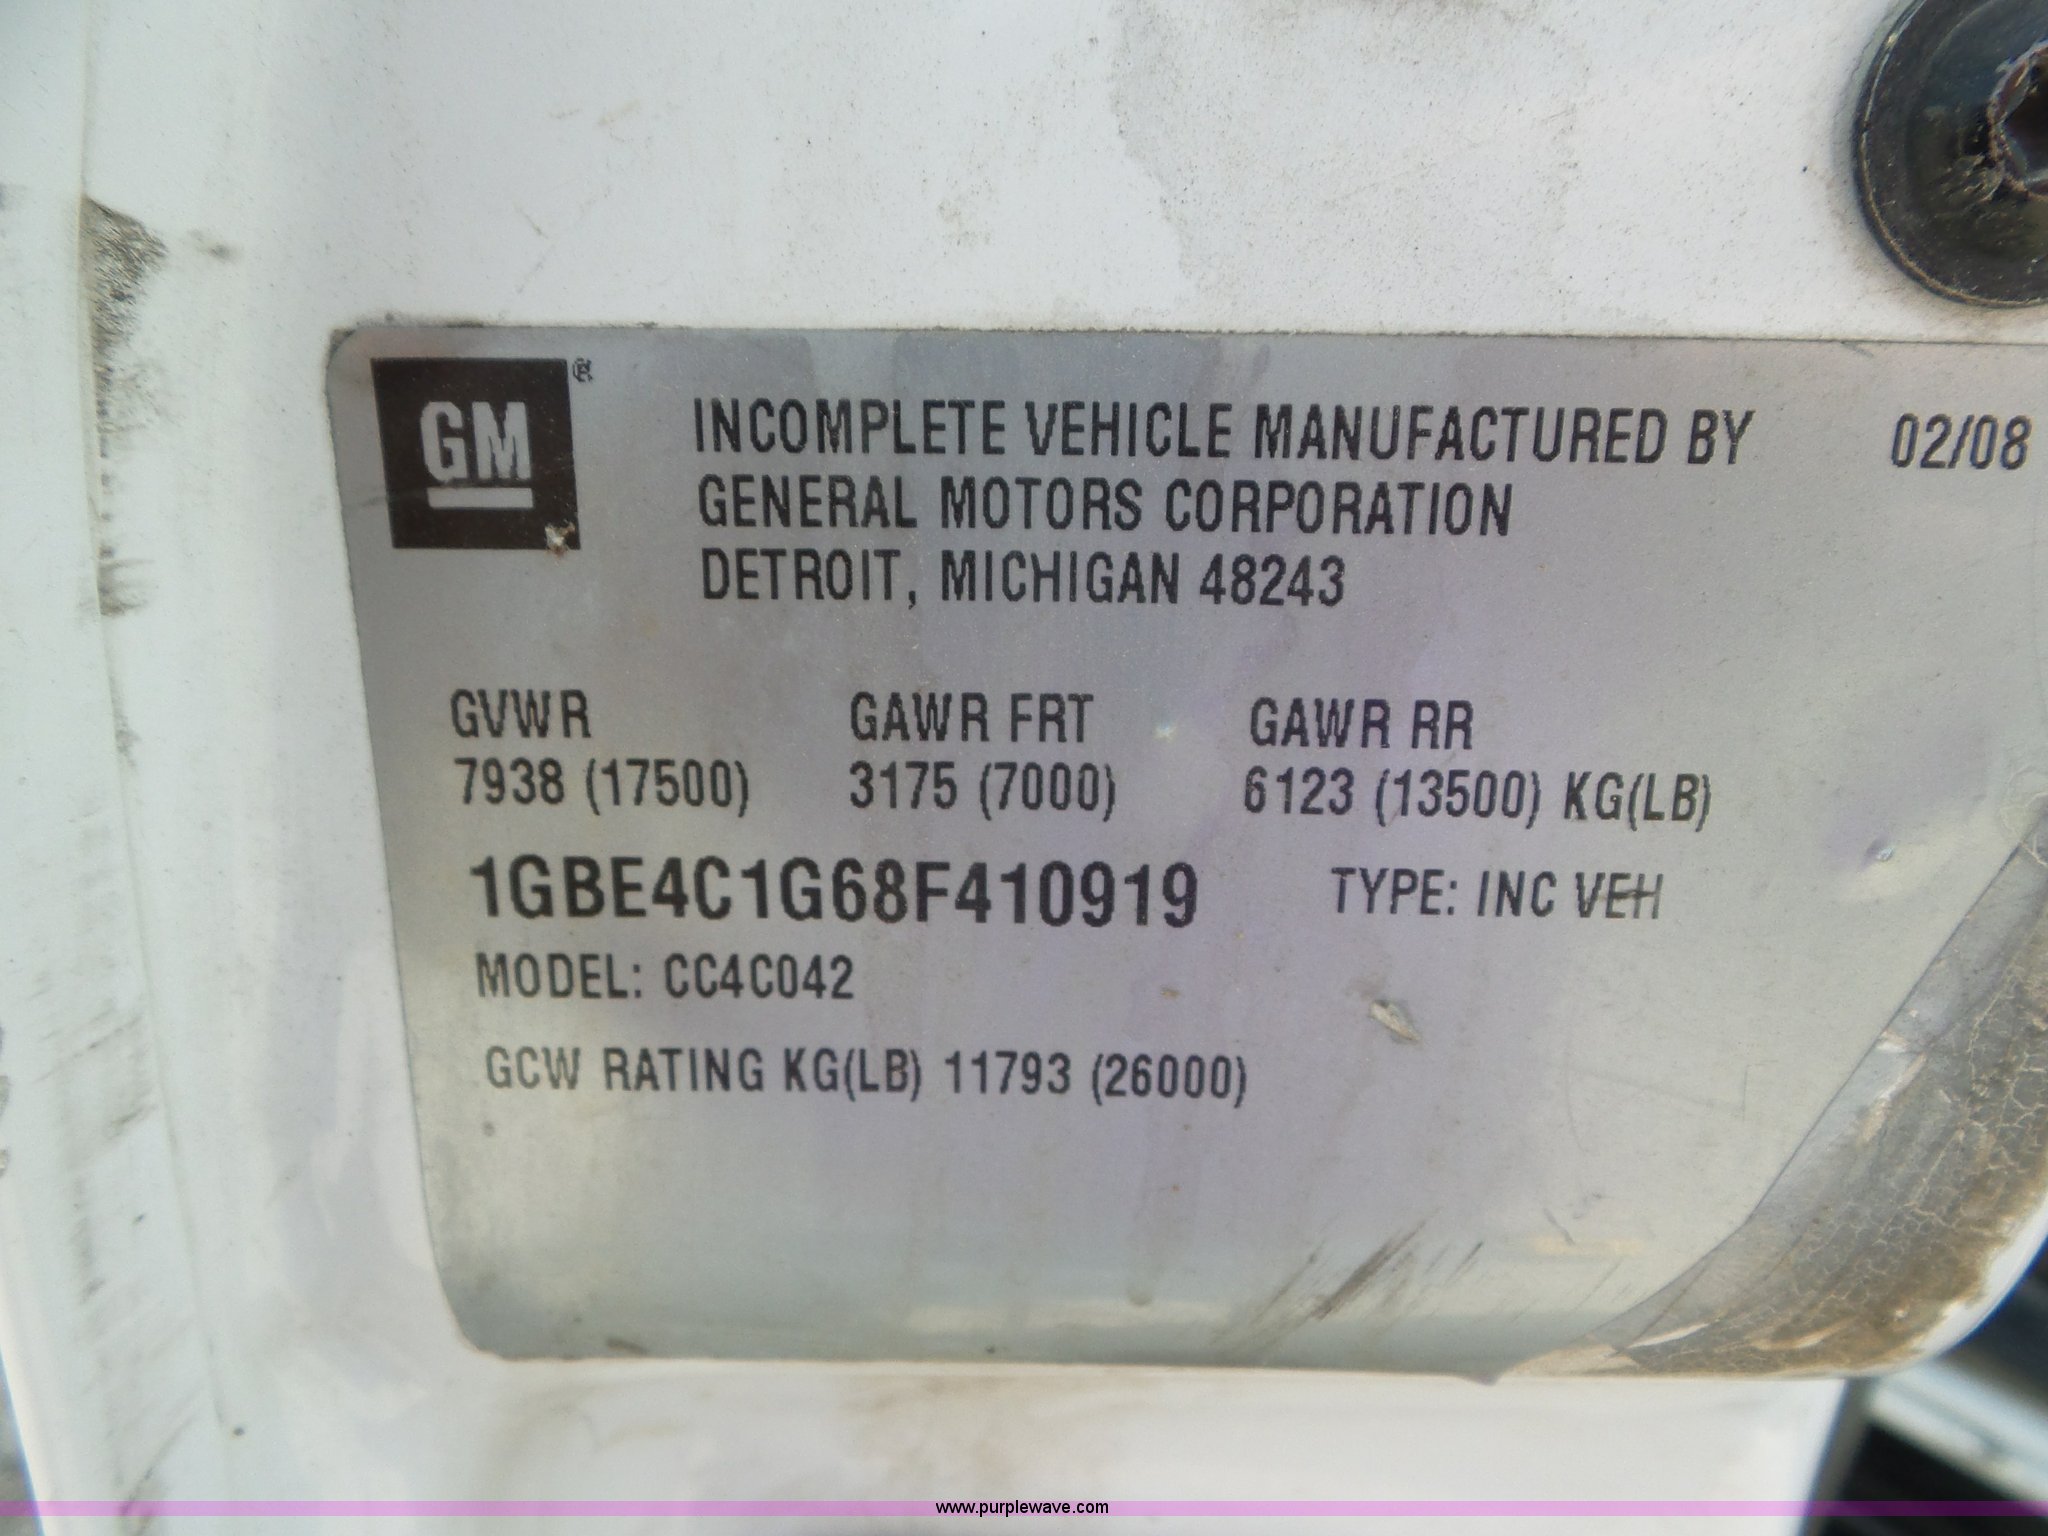 GM ®
INCOMPLETE VEHICLE MANUFACTURED BY 02/08
GENERAL MOTORS CORPORATION
DETROIT, MICHIGAN 48243
GVWR GAWR FRT GAWR RR
7938 (17500) 3175 (7000) 6123 (13500) KG(LB)
1GBE4C1G68F410919 TYPE: INC VEH
MODEL: CC4C042
GCW RATING KG(LB) 11793 (26000)
www.purplewave.com